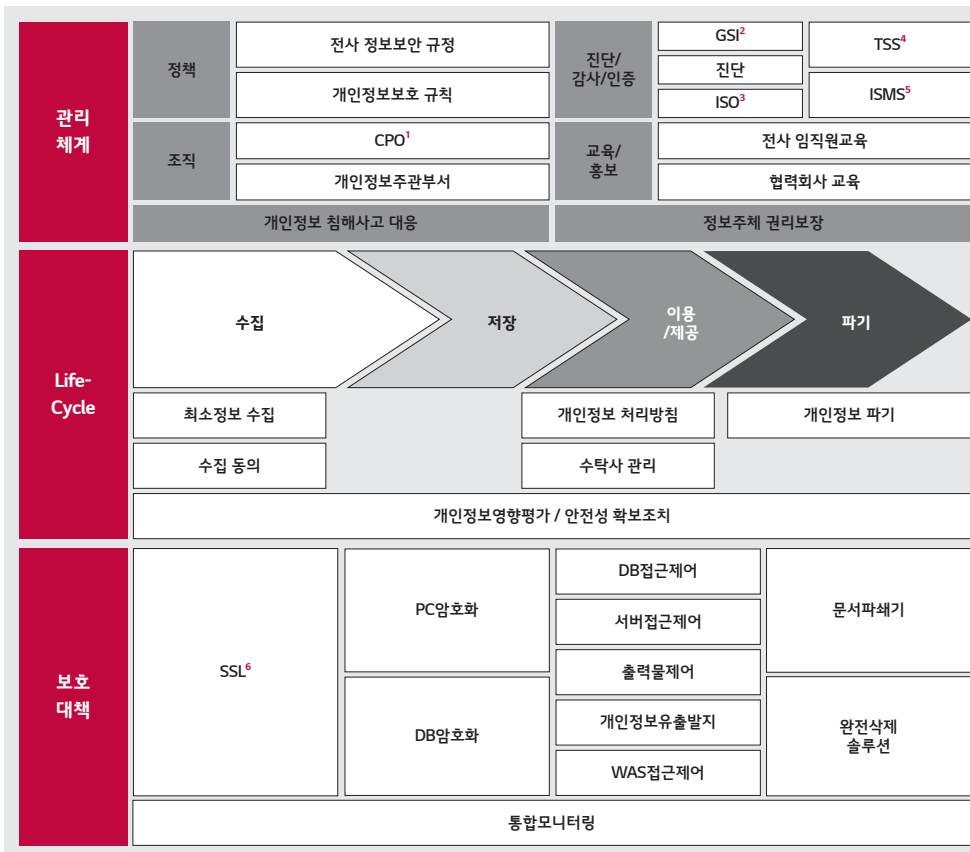 관리
체계
정책
전사 정보보안 규정
개인정보보호 규칙
조직
CPO¹
개인정보주관부서
진단/
감사/인증
GSI²
진단
ISO³
TSS⁴
ISMS⁵
교육/
홍보
전사 임직원교육
협력회사 교육
개인정보 침해사고 대응
정보주체 권리보장
Life-
Cycle
수집
저장
이용
/제공
파기
최소정보 수집
수집 동의
개인정보 처리방침
수탁사 관리
개인정보 파기
개인정보영향평가 / 안전성 확보조치
보호
대책
SSL⁶
PC암호화
DB암호화
DB접근제어
서버접근제어
출력물제어
개인정보유출발지
WAS접근제어
문서파쇄기
완전삭제
솔루션
통합모니터링